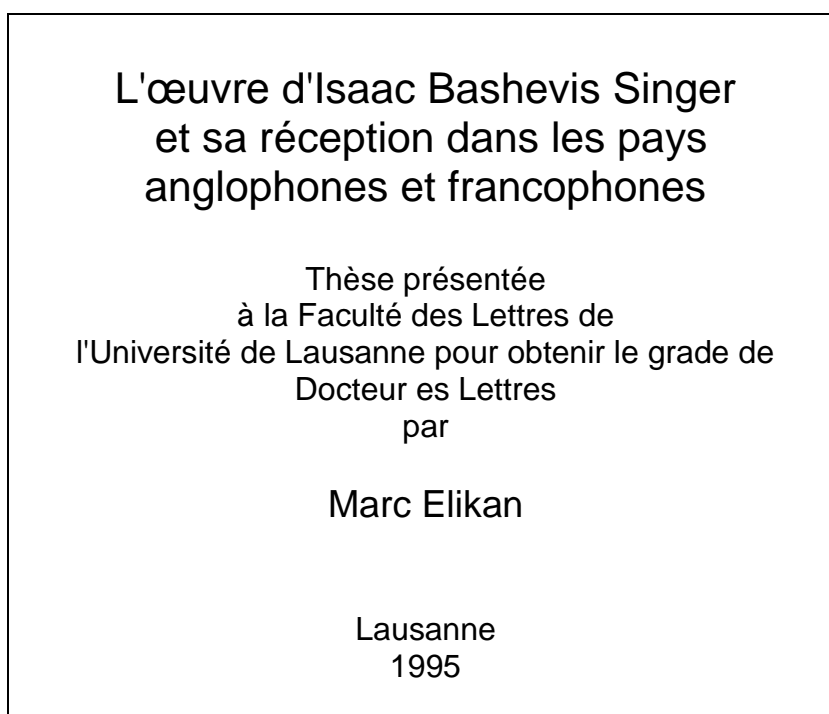 L'œuvre d'Isaac Bashevis Singer
et sa réception dans les pays
anglophones et francophones
Thèse présentée
à la Faculté des Lettres de
l'Université de Lausanne pour obtenir le grade de
Docteur es Lettres
par
Marc Elikan
Lausanne
1995